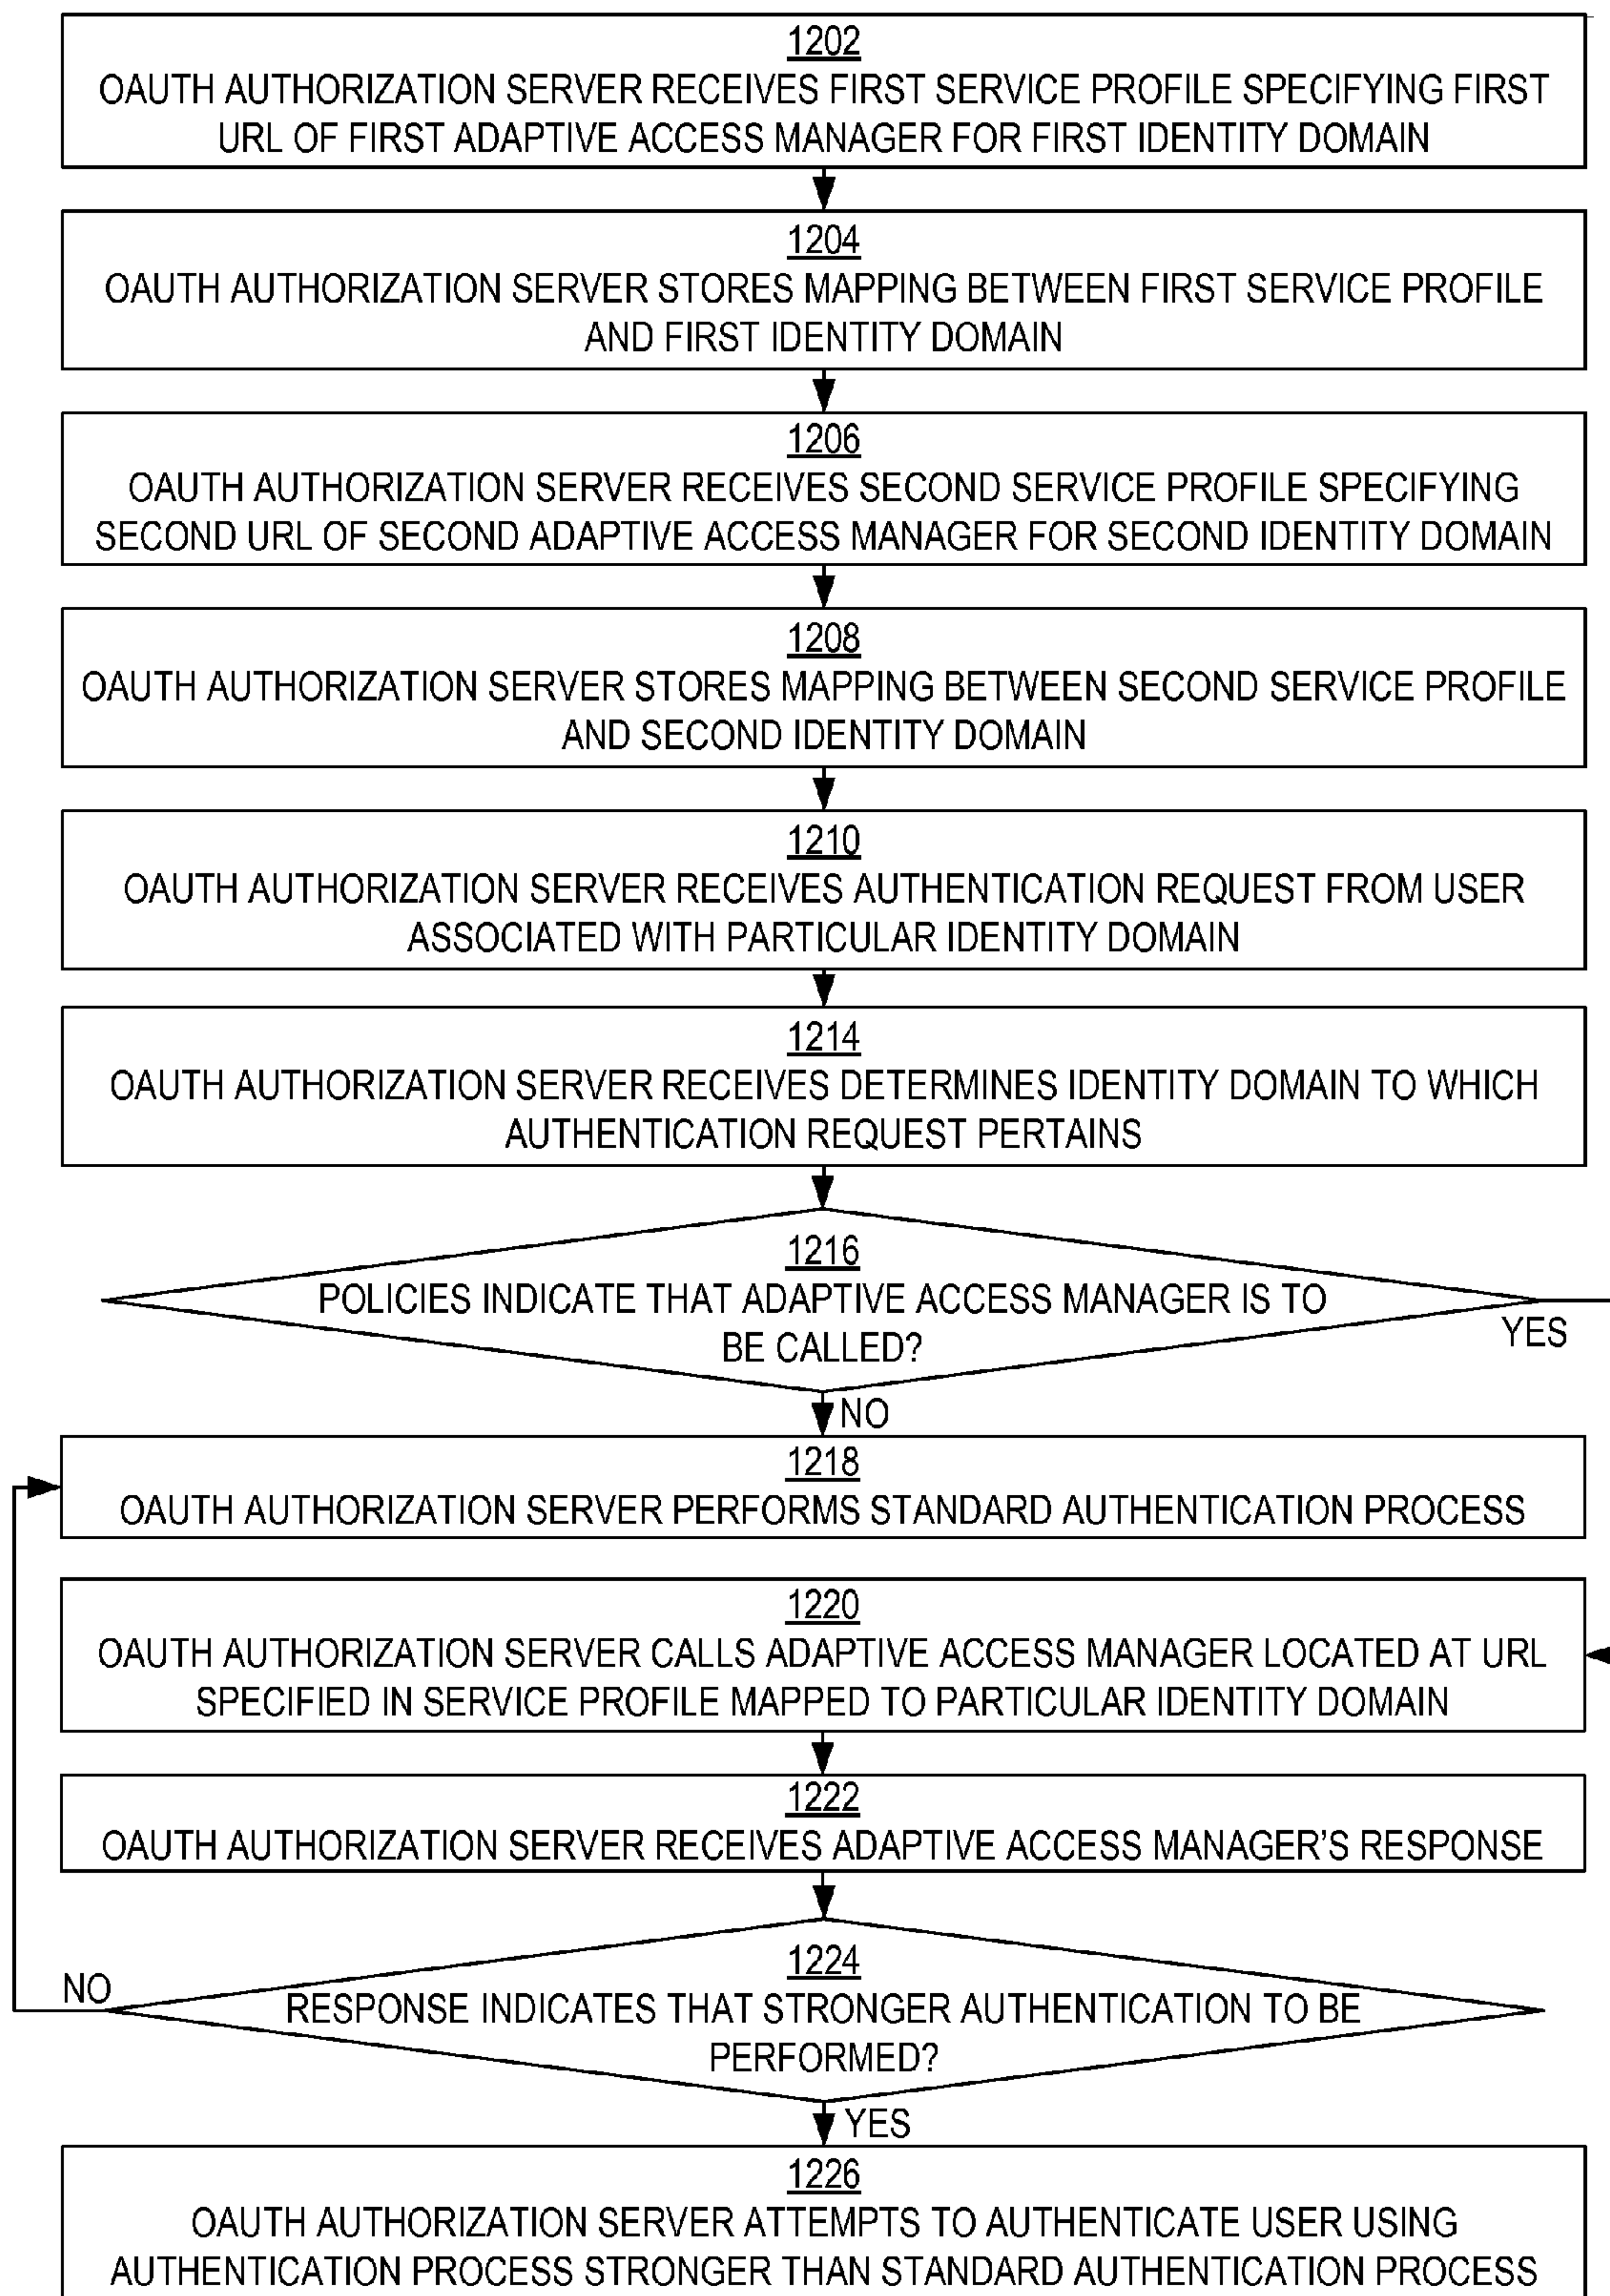 1202
OAUTH AUTHORIZATION SERVER RECEIVES FIRST SERVICE PROFILE SPECIFYING FIRST
URL OF FIRST ADAPTIVE ACCESS MANAGER FOR FIRST IDENTITY DOMAIN
1204
OAUTH AUTHORIZATION SERVER STORES MAPPING BETWEEN FIRST SERVICE PROFILE
AND FIRST IDENTITY DOMAIN
1206
OAUTH AUTHORIZATION SERVER RECEIVES SECOND SERVICE PROFILE SPECIFYING
SECOND URL OF SECOND ADAPTIVE ACCESS MANAGER FOR SECOND IDENTITY DOMAIN
1208
OAUTH AUTHORIZATION SERVER STORES MAPPING BETWEEN SECOND SERVICE PROFILE
AND SECOND IDENTITY DOMAIN
1210
OAUTH AUTHORIZATION SERVER RECEIVES AUTHENTICATION REQUEST FROM USER
ASSOCIATED WITH PARTICULAR IDENTITY DOMAIN
1214
OAUTH AUTHORIZATION SERVER RECEIVES DETERMINES IDENTITY DOMAIN TO WHICH
AUTHENTICATION REQUEST PERTAINS
1216
POLICIES INDICATE THAT ADAPTIVE ACCESS MANAGER IS TO
BE CALLED?
YES
NO
1218
OAUTH AUTHORIZATION SERVER PERFORMS STANDARD AUTHENTICATION PROCESS
1220
OAUTH AUTHORIZATION SERVER CALLS ADAPTIVE ACCESS MANAGER LOCATED AT URL
SPECIFIED IN SERVICE PROFILE MAPPED TO PARTICULAR IDENTITY DOMAIN
1222
OAUTH AUTHORIZATION SERVER RECEIVES ADAPTIVE ACCESS MANAGER'S RESPONSE
1224
NO
RESPONSE INDICATES THAT STRONGER AUTHENTICATION TO BE
PERFORMED?
YES
1226
OAUTH AUTHORIZATION SERVER ATTEMPTS TO AUTHENTICATE USER USING
AUTHENTICATION PROCESS STRONGER THAN STANDARD AUTHENTICATION PROCESS